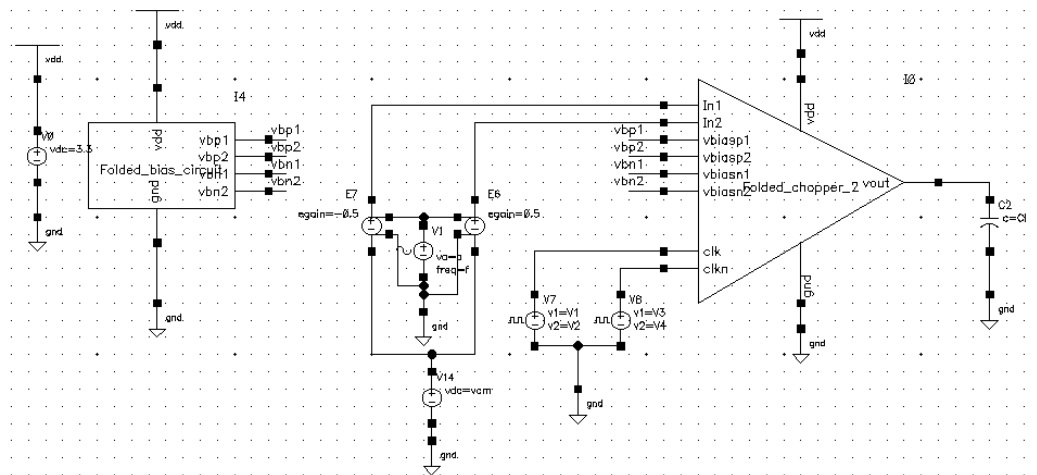 vdd.
vdd.
vdd
I4
I0
V0
vdc=3.3
vdd
vbp1
vbp2
vbn1
vbn2
Folded_bias_circuit
gnd
vbp1
vbp2
vbn1
vbn2
In1
In2
vbiasp1
vbiasp2
vbiasn1
vbiasn2
vbp1
vbp2
vbn1
vbn2
vdd
Folded_chopper_2
vout
clk
clkn
gnd
E7
egain=-0.5
E6
egain=0.5
V1
freq=f
C2
gnd.
gnd.
gnd
V7
v1=V1
v2=V2
v1=V3
v2=V4
gnd
gnd
V14
vdc=vcm
gnd
gnd.